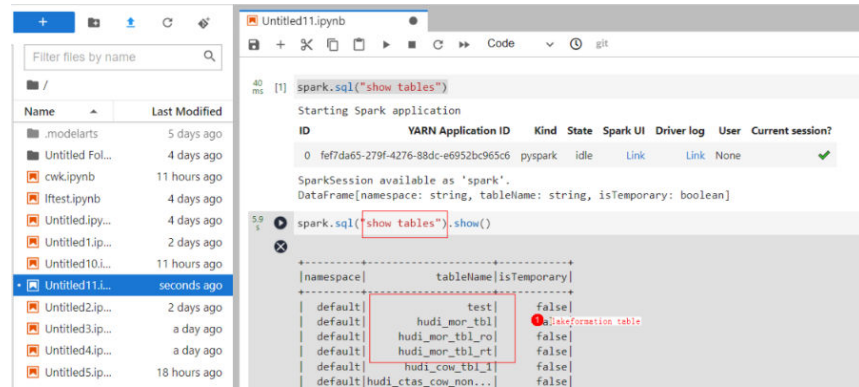 Untitled11.ipynb
Code
git
Filter files by name
/
Name Last Modified
.modelarts 5 days ago
Untitled Fol... 4 days ago
cwk.ipynb 11 hours ago
lftest.ipynb 4 days ago
Untitled.ipy... 4 days ago
Untitled1.ip... 2 days ago
Untitled10.i... 11 hours ago
Untitled11.i... seconds ago
Untitled2.ip... 2 days ago
Untitled3.ip... a day ago
Untitled4.ip... a day ago
Untitled5.ip... 18 hours ago
40 ms [1] spark.sql("show tables")
Starting Spark application
ID YARN Application ID Kind State Spark UI Driver log User Current session?
0 fef7da65-279f-4276-88dc-e6952bc965c6 pyspark idle Link Link None ✔
SparkSession available as 'spark'.
DataFrame[namespace: string, tableName: string, isTemporary: boolean]
5.9 s spark.sql("show tables").show()
+---------+--------------------+-----------+
|namespace| tableName|isTemporary|
+---------+--------------------+-----------+
| default| test| false|
| default| hudi_mor_tbl| 1 lakeformation table
| default| hudi_mor_tbl_ro| false|
| default| hudi_mor_tbl_rt| false|
| default| hudi_cow_tbl_1| false|
| default|hudi_ctas_cow_non...| false|